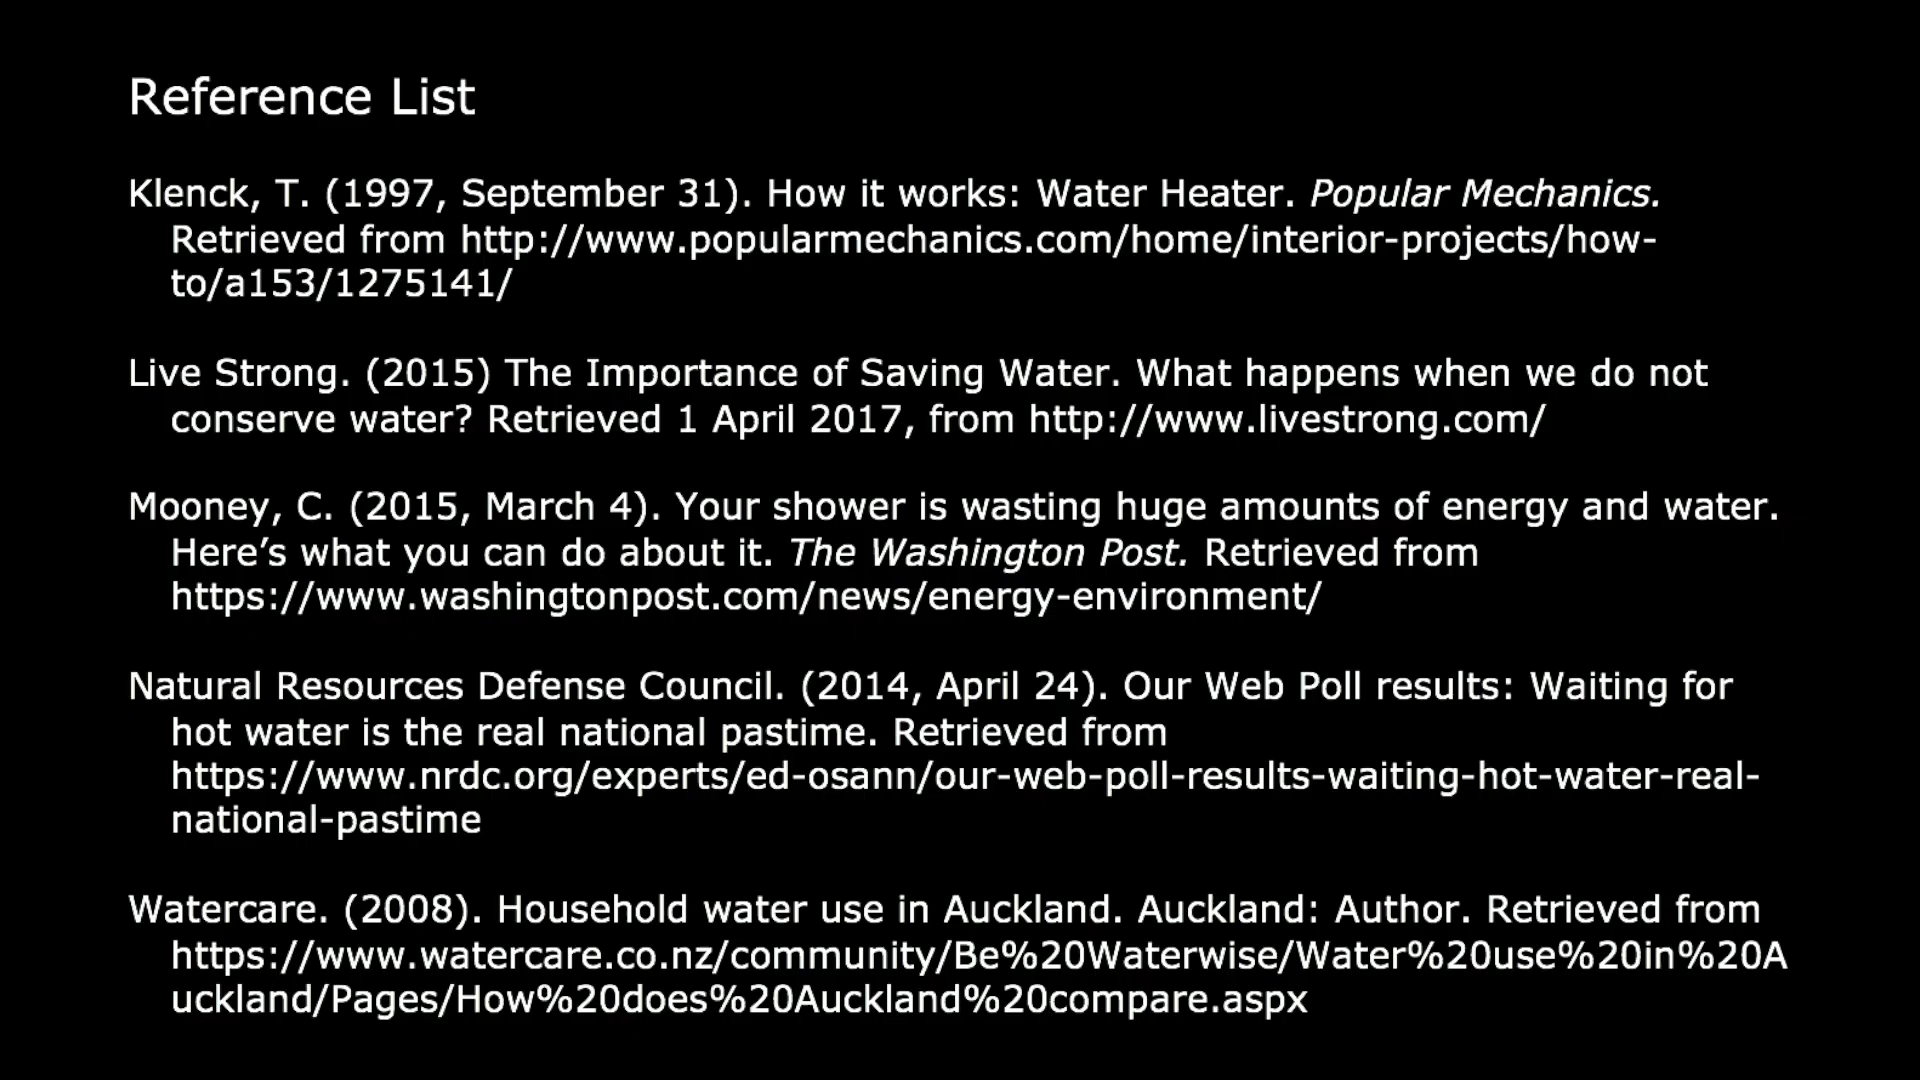 Reference List
Klenck, T. (1997, September 31). How it works: Water Heater. Popular Mechanics.
Retrieved from http://www.popularmechanics.com/home/interior-projects/how-
to/a153/1275141/
Live Strong. (2015) The Importance of Saving Water. What happens when we do not
conserve water? Retrieved 1 April 2017, from http://www.livestrong.com/
Mooney, C. (2015, March 4). Your shower is wasting huge amounts of energy and water.
Here’s what you can do about it. The Washington Post. Retrieved from
https://www.washingtonpost.com/news/energy-environment/
Natural Resources Defense Council. (2014, April 24). Our Web Poll results: Waiting for
hot water is the real national pastime. Retrieved from
https://www.nrdc.org/experts/ed-osann/our-web-poll-results-waiting-hot-water-real-
national-pastime
Watercare. (2008). Household water use in Auckland. Auckland: Author. Retrieved from
https://www.watercare.co.nz/community/Be%20Waterwise/Water%20use%20in%20A
uckland/Pages/How%20does%20Auckland%20compare.aspx